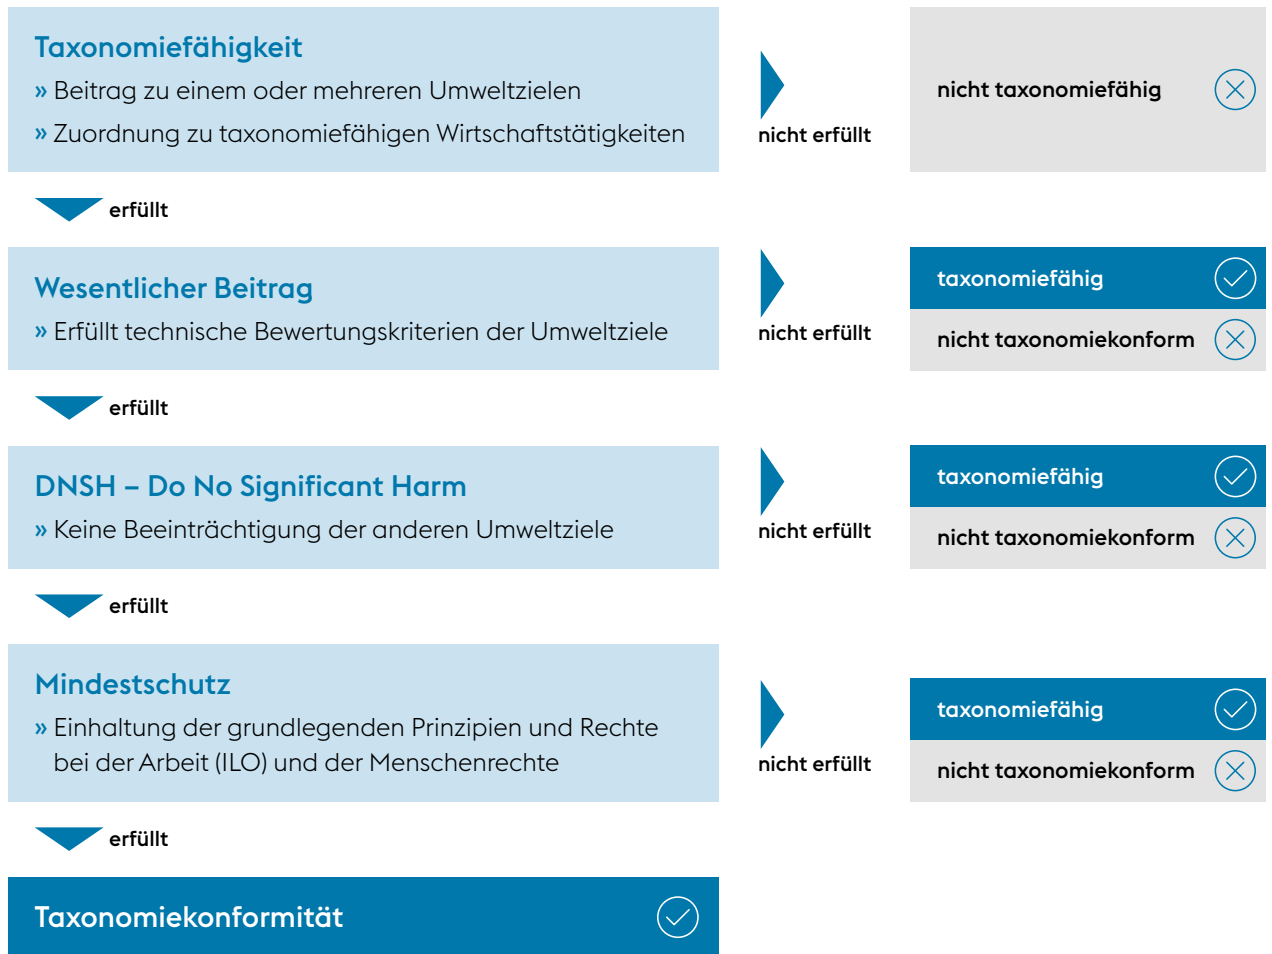 Taxonomiefähigkeit
» Beitrag zu einem oder mehreren Umweltzielen
» Zuordnung zu taxonomiefähigen Wirtschaftstätigkeiten
nicht erfüllt
nicht taxonomiefähig
erfüllt
Wesentlicher Beitrag
» Erfüllt technische Bewertungskriterien der Umweltziele
nicht erfüllt
taxonomiefähig
nicht taxonomiekonform
erfüllt
DNSH – Do No Significant Harm
» Keine Beeinträchtigung der anderen Umweltziele
nicht erfüllt
taxonomiefähig
nicht taxonomiekonform
erfüllt
Mindestschutz
» Einhaltung der grundlegenden Prinzipien und Rechte
bei der Arbeit (ILO) und der Menschenrechte
nicht erfüllt
taxonomiefähig
nicht taxonomiekonform
erfüllt
Taxonomiekonformität